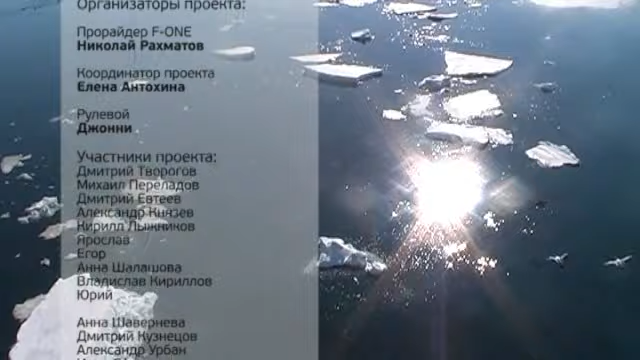 Организаторы проекта:
Прорайдер F-ONE
Николай Рахматов
Координатор проекта
Елена Антохина
Рулевой
Джонни
Участники проекта:
Дмитрий Творогов
Михаил Переладов
Дмитрий Евтеев
Александр Князев
Кирилл Лыжников
Ярослав
Егор
Анна Шалашова
Владислав Кириллов
Юрий
Анна Шавернева
Дмитрий Кузнецов
Александр Урбан